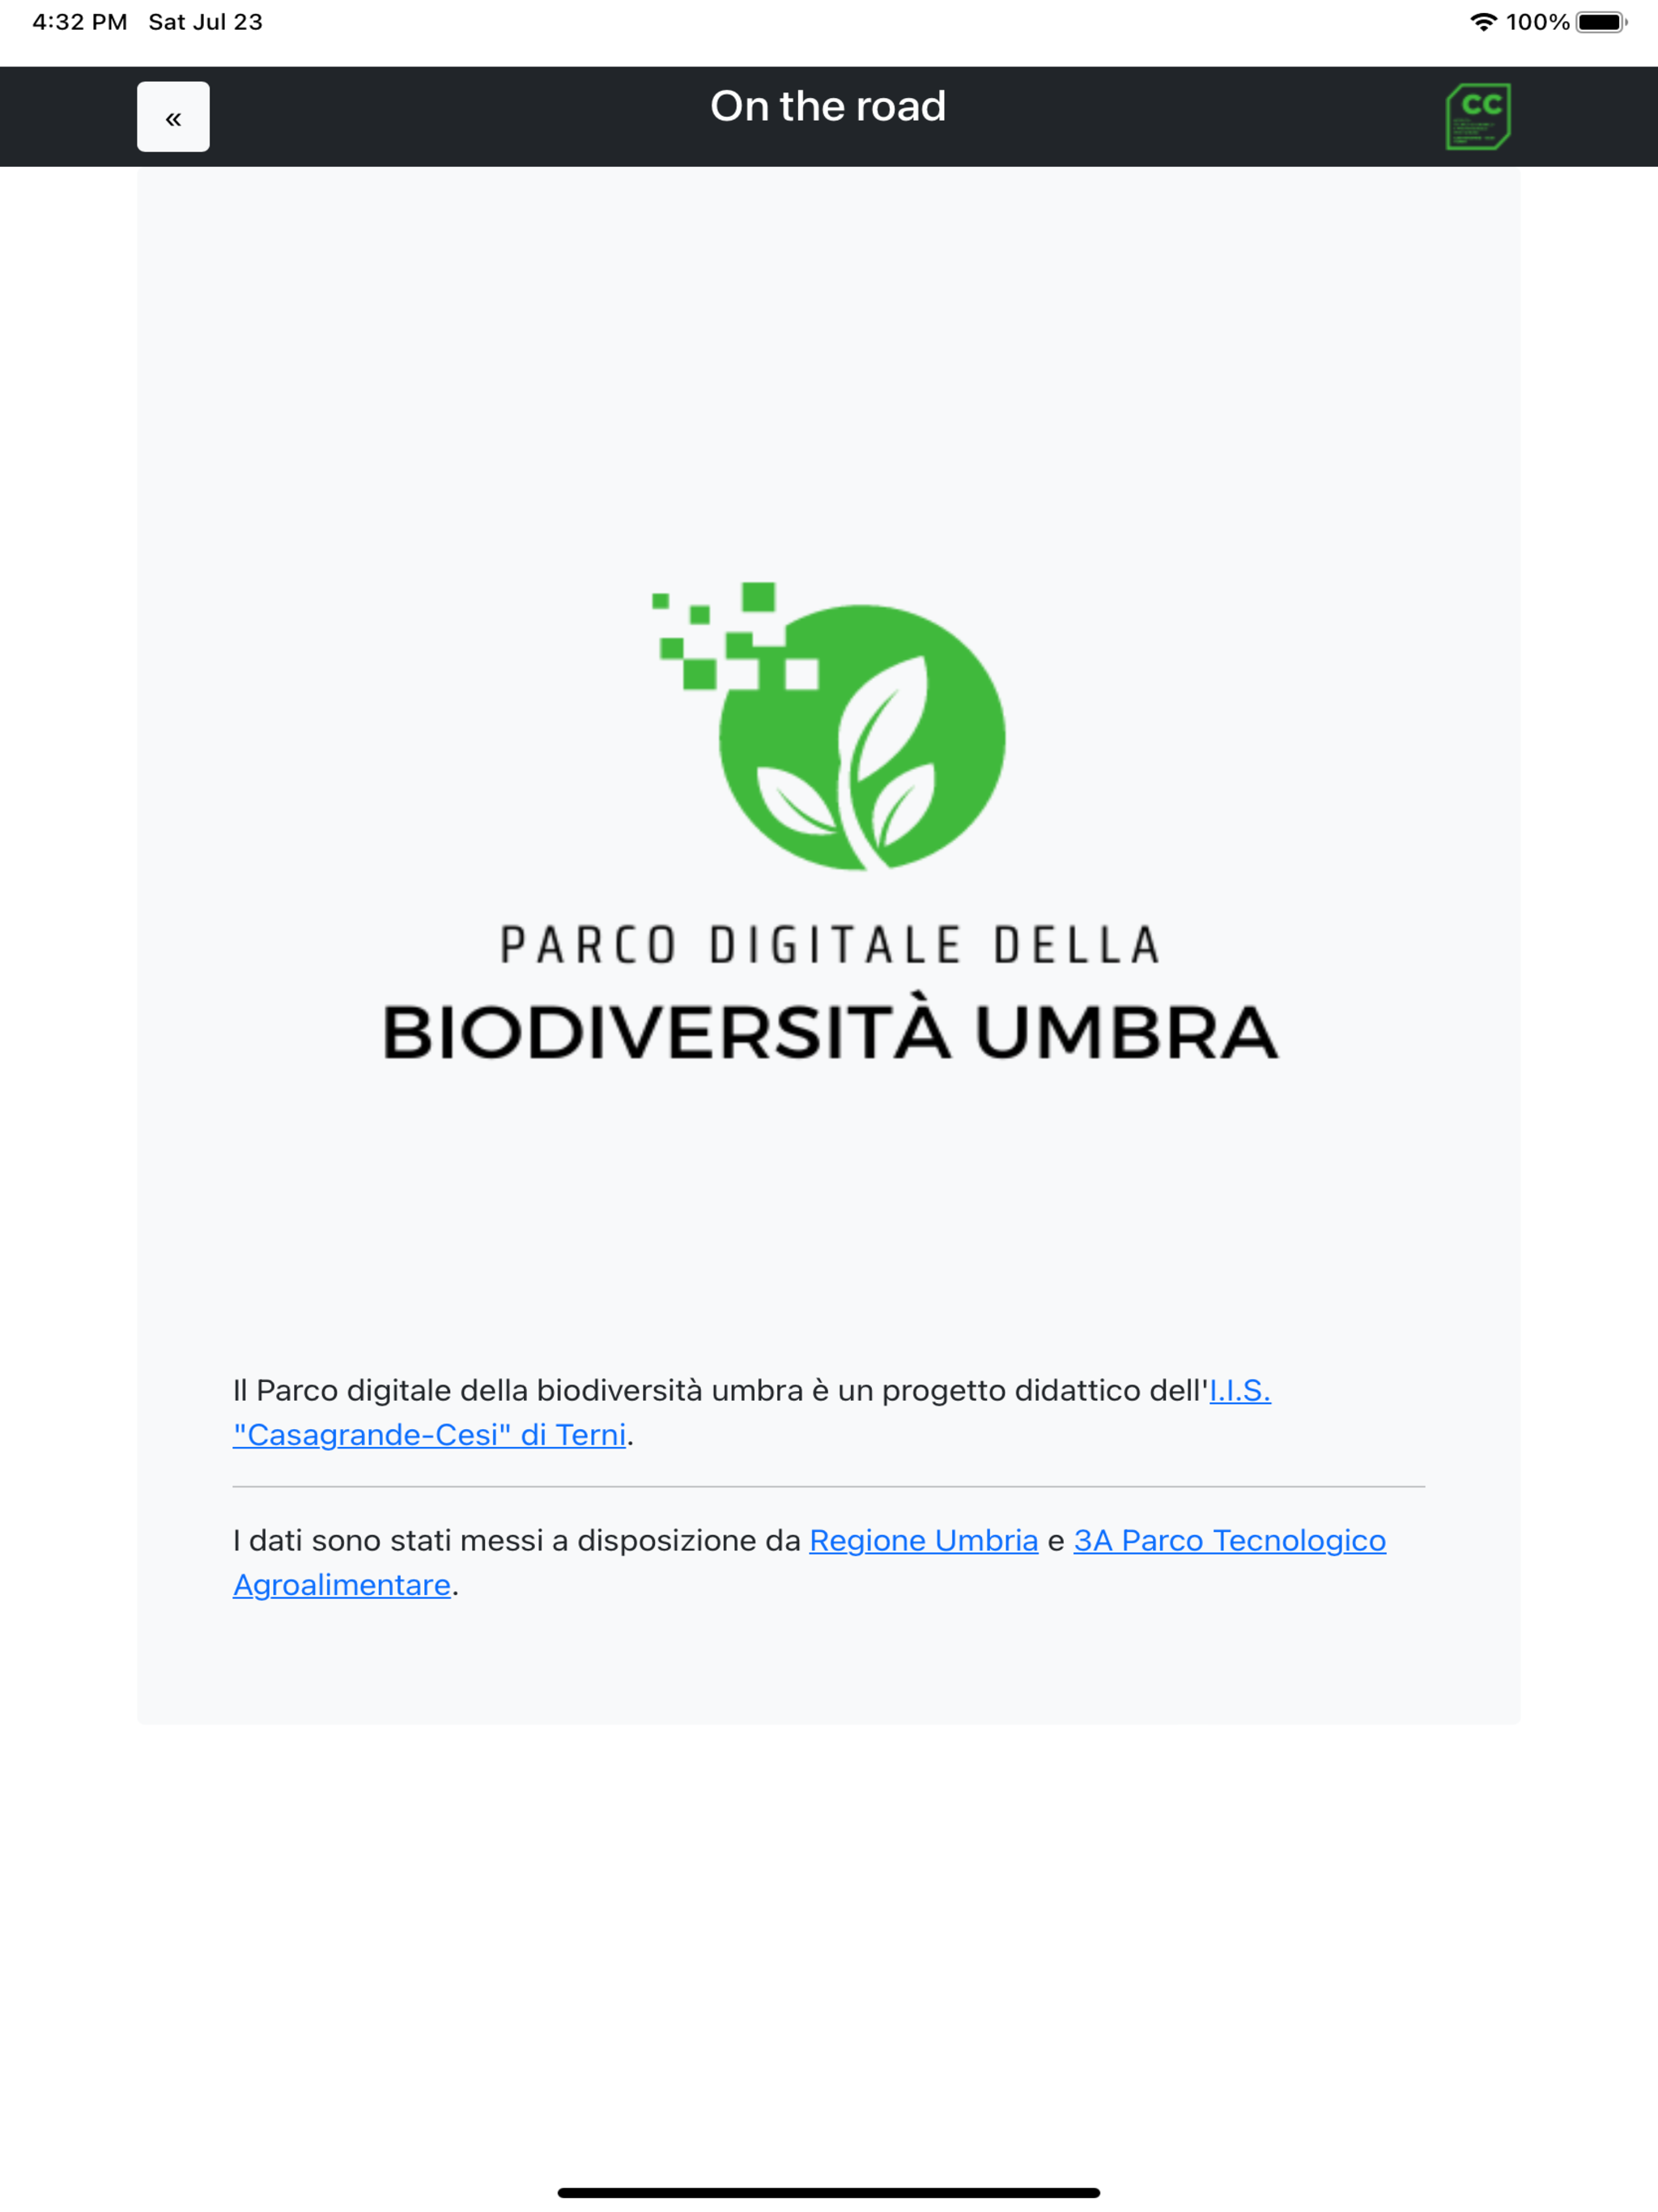 4:32 PM Sat Jul 23
100%
«
On the road
CC
PARCO DIGITALE DELLA
BIODIVERSITÀ UMBRA
Il Parco digitale della biodiversità umbra è un progetto didattico dell'I.I.S.
"Casagrande-Cesi" di Terni.
I dati sono stati messi a disposizione da Regione Umbria e 3A Parco Tecnologico
Agroalimentare.